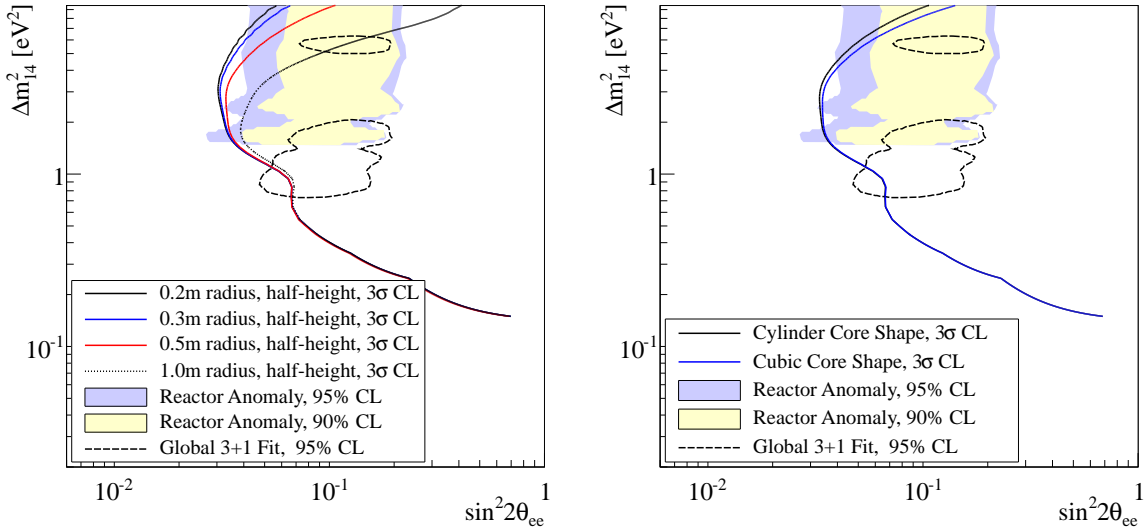 Δm²₁₄ [eV²]
1
10⁻¹
0.2m radius, half-height, 3σ CL
0.3m radius, half-height, 3σ CL
0.5m radius, half-height, 3σ CL
1.0m radius, half-height, 3σ CL
Reactor Anomaly, 95% CL
Reactor Anomaly, 90% CL
Global 3+1 Fit, 95% CL
10⁻² 10⁻¹ 1
sin²2θee
Δm²₁₄ [eV²]
1
10⁻¹
Cylinder Core Shape, 3σ CL
Cubic Core Shape, 3σ CL
Reactor Anomaly, 95% CL
Reactor Anomaly, 90% CL
Global 3+1 Fit, 95% CL
10⁻² 10⁻¹ 1
sin²2θee